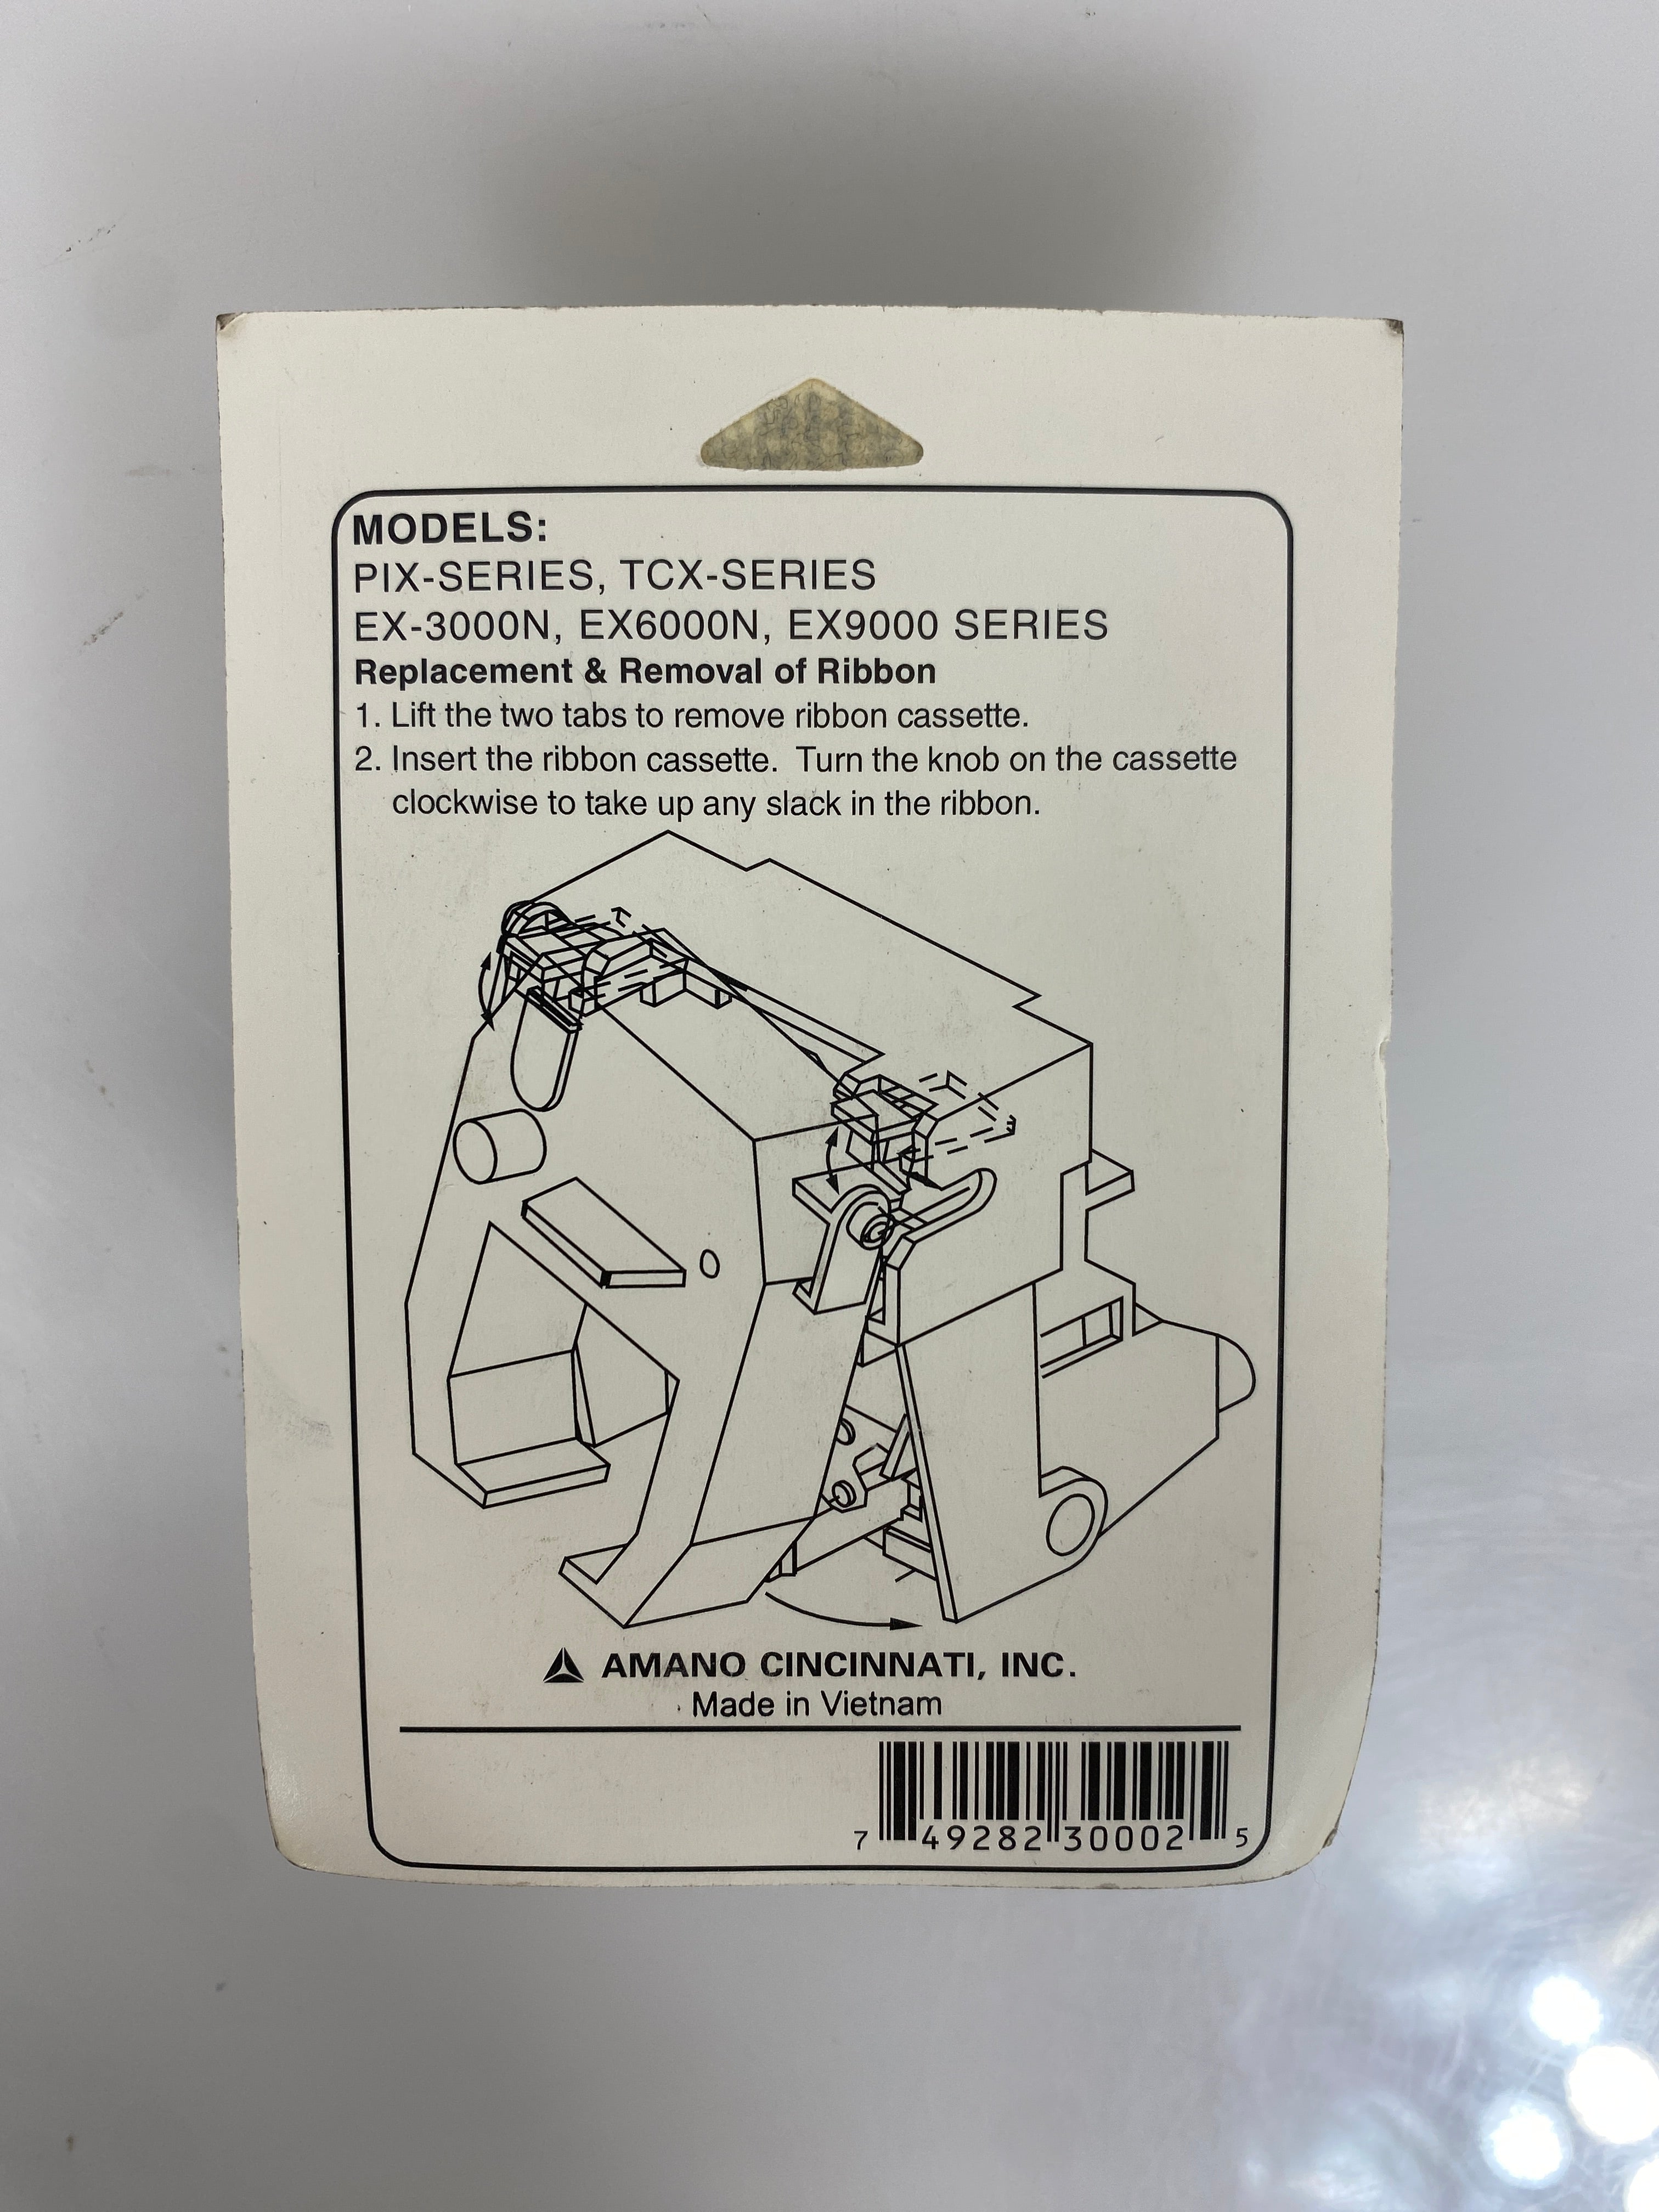 MODELS:
PIX-SERIES, TCX-SERIES
EX-3000N, EX6000N, EX9000 SERIES
Replacement & Removal of Ribbon
1. Lift the two tabs to remove ribbon cassette.
2. Insert the ribbon cassette. Turn the knob on the cassette
clockwise to take up any slack in the ribbon.
AMANO CINCINNATI, INC.
Made in Vietnam
7 49282 30002 5